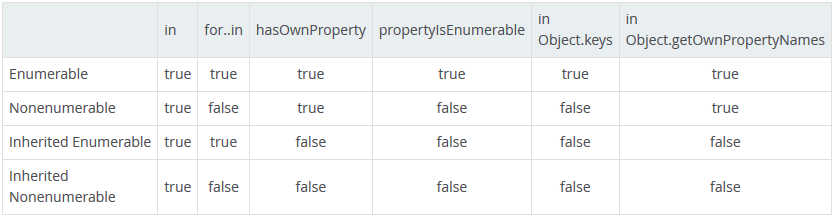 in for..in hasOwnProperty propertyIsEnumerable in Object.keys in Object.getOwnPropertyNames
Enumerable true true true true true true
Nonenumerable true false true false false true
Inherited Enumerable true true false false false false
Inherited Nonenumerable true false false false false false